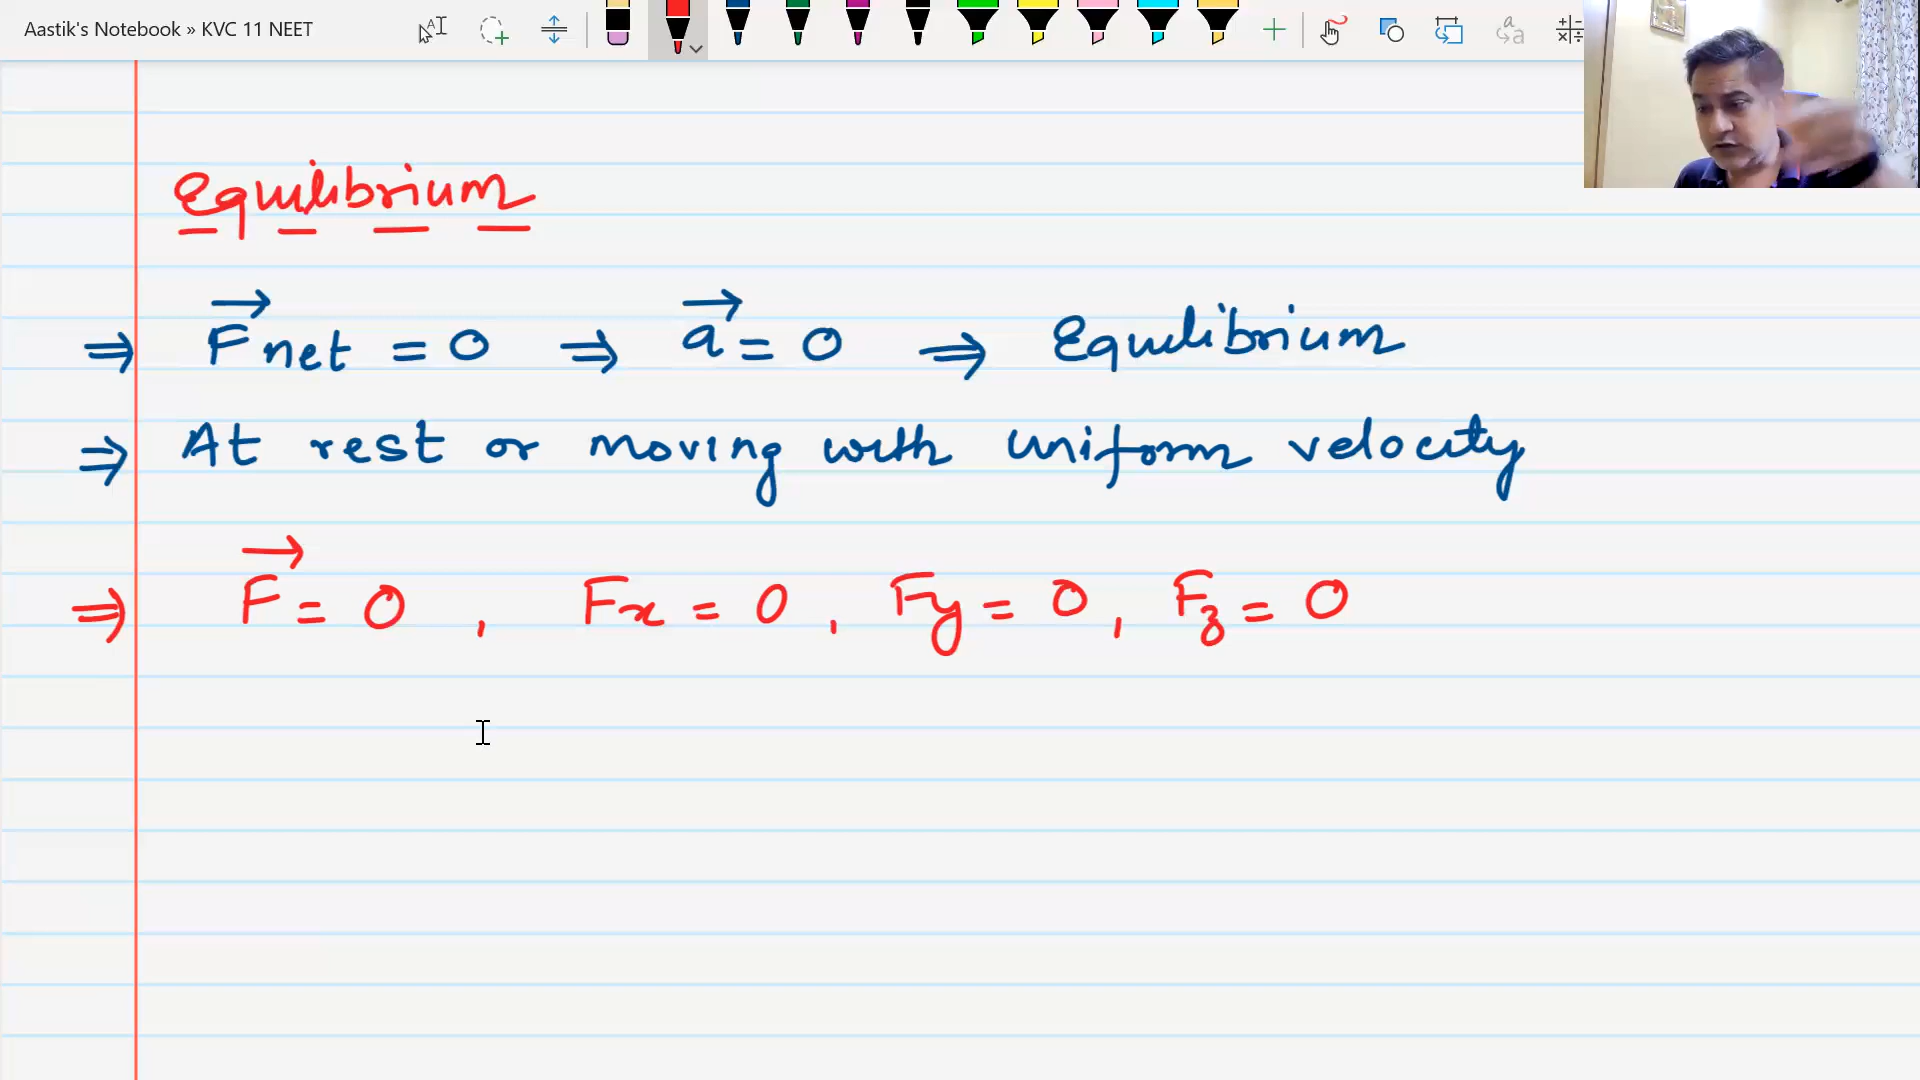 Aastik's Notebook » KVC 11 NEET
Equilibrium
⇒ F⃗net = 0 ⇒ a⃗ = 0 ⇒ Equilibrium
⇒ At rest or moving with uniform velocity
⇒ F⃗ = 0 , Fx = 0 , Fy = 0 , Fz = 0